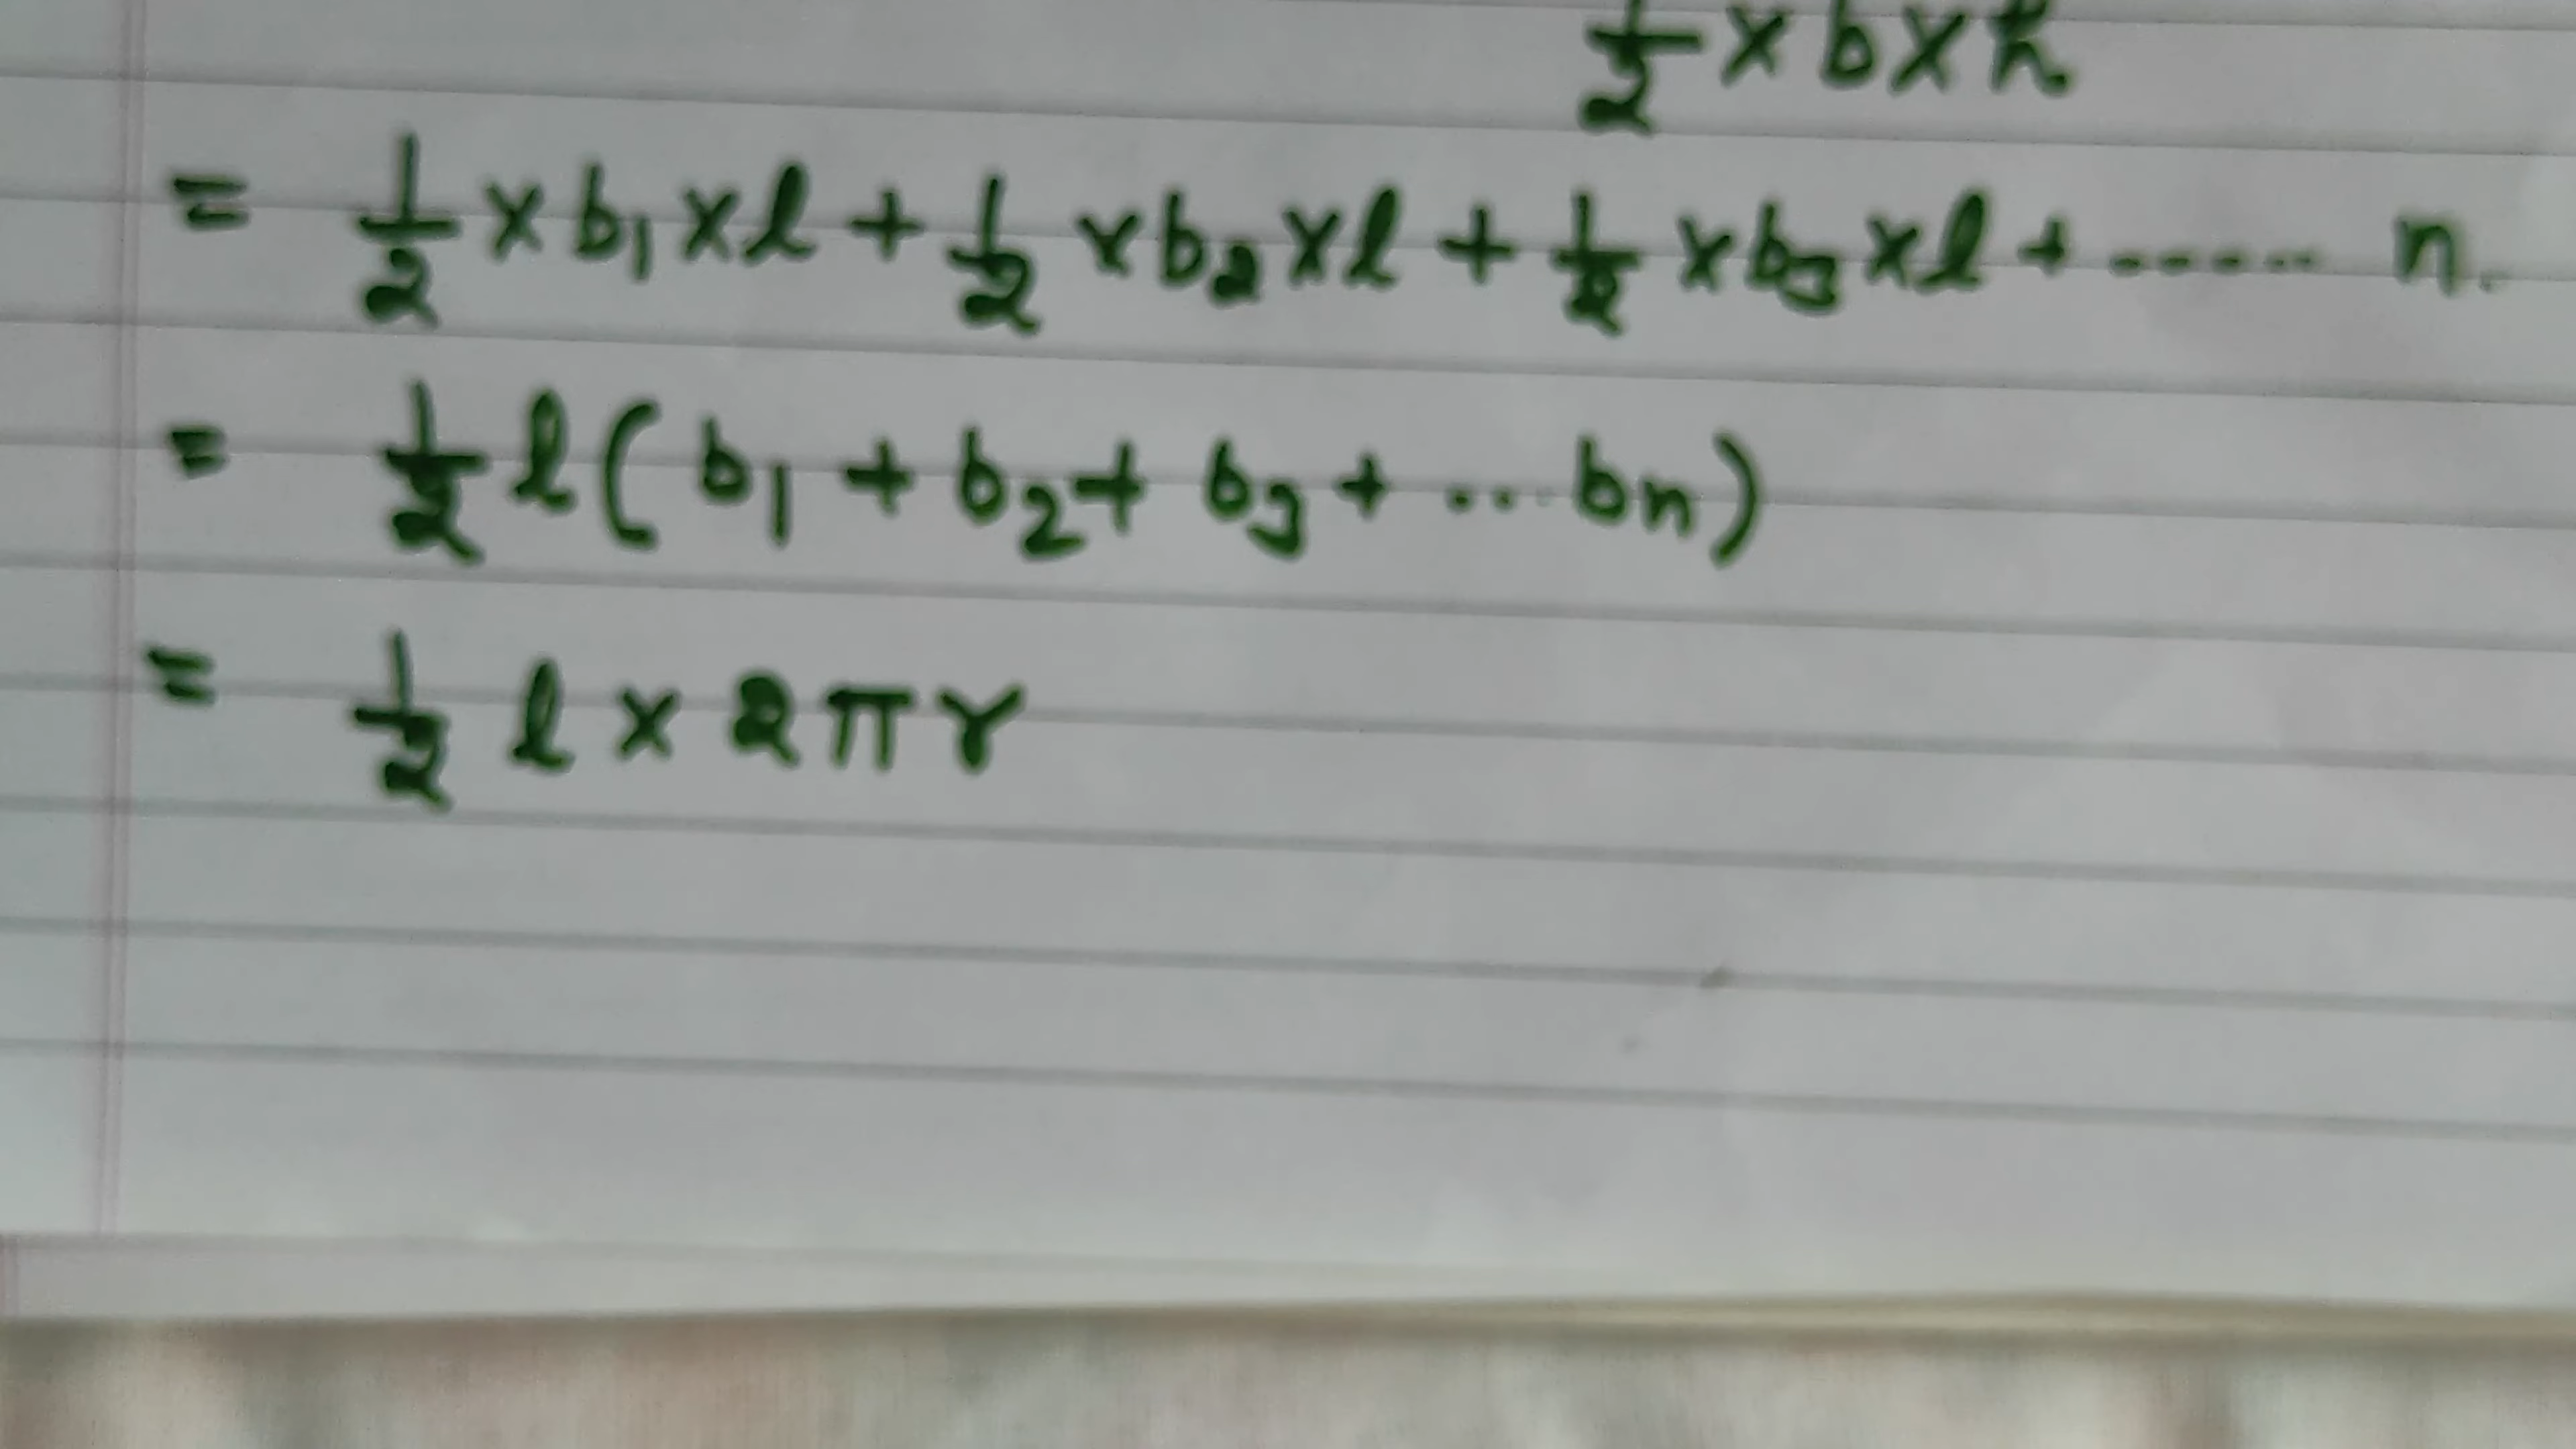 1/2 × b × h
= 1/2 × b₁ × l + 1/2 × b₂ × l + 1/2 × b₃ × l + ..... n.
= 1/2 l ( b₁ + b₂ + b₃ + ... bn )
= 1/2 l × 2πr